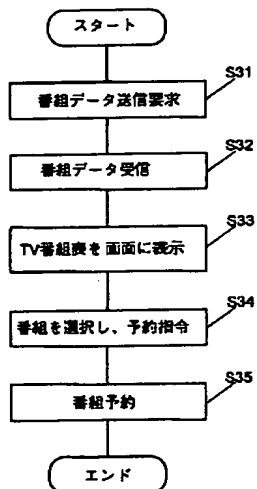 スタート
S31
番組データ送信要求
S32
番組データ受信
S33
TV番組表を画面に表示
S34
番組を選択し、予約指令
S35
番組予約
エンド